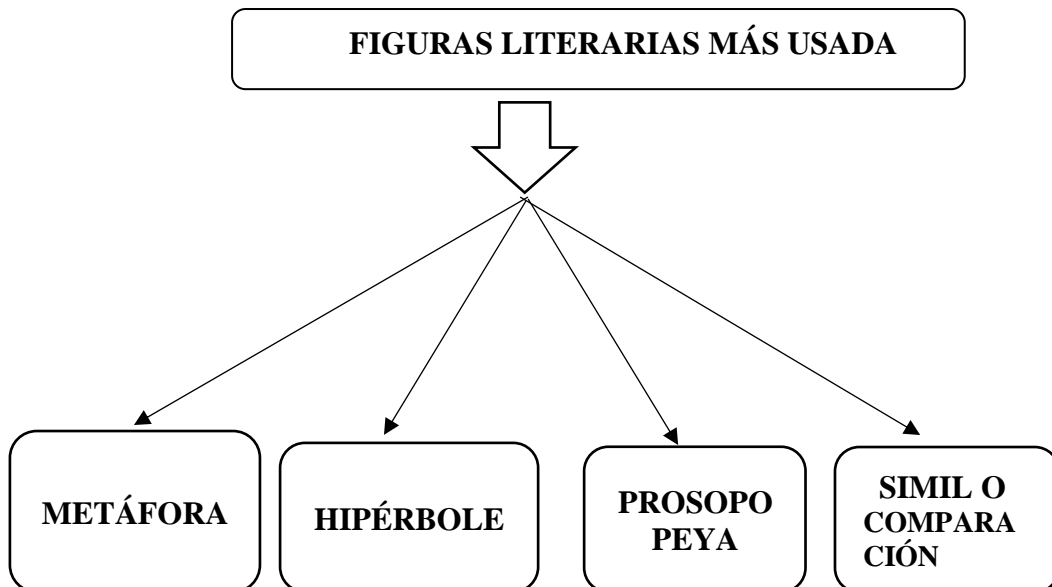 FIGURAS LITERARIAS MÁS USADA
METÁFORA
HIPÉRBOLE
PROSOPO
PEYA
SIMIL O
COMPARA
CIÓN